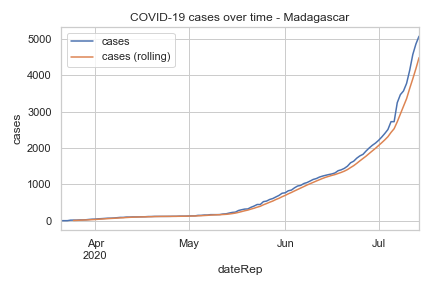 COVID-19 cases over time - Madagascar
cases
cases (rolling)
5000
4000
3000
2000
1000
0
cases
Apr
2020
May
Jun
Jul
dateRep